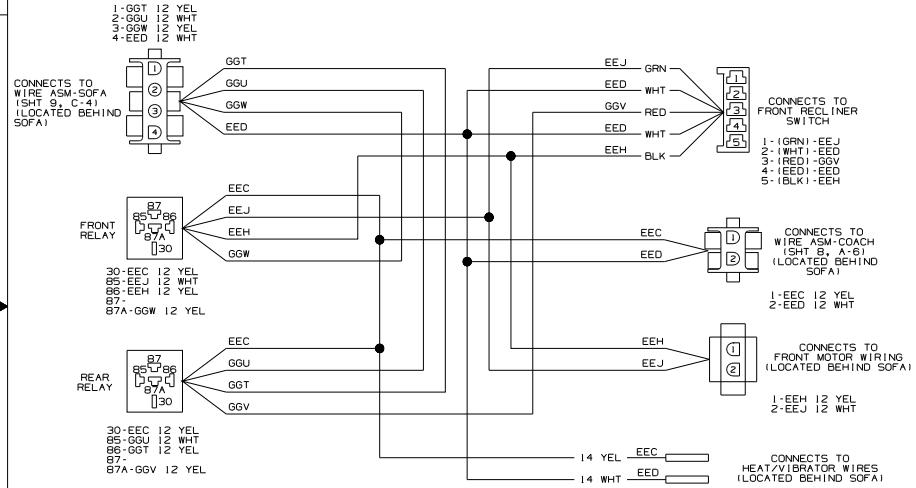 1-GGT 12 YEL
2-GGU 12 WHT
3-GGW 12 YEL
4-EED 12 WHT
CONNECTS TO
WIRE ASM-SOFA
(SHT 9, C-4)
(LOCATED BEHIND
SOFA)
1
2
3
4
GGT
GGU
GGW
EED
EEJ
GRN
EED
WHT
GGV
RED
EED
WHT
EEH
BLK
1
2
3
4
5
CONNECTS TO
FRONT RECLINER
SWITCH
1-(GRN)-EEJ
2-(WHT)-EED
3-(RED)-GGV
4-(EED)-EED
5-(BLK)-EEH
FRONT
RELAY
87
85 86
87A
30
EEC
EEJ
EEH
GGW
30-EEC 12 YEL
85-EEJ 12 WHT
86-EEH 12 YEL
87-
87A-GGW 12 YEL
EEC
EED
1
2
CONNECTS TO
WIRE ASM-COACH
(SHT 8, A-6)
(LOCATED BEHIND
SOFA)
1-EEC 12 YEL
2-EED 12 WHT
REAR
RELAY
87
85 86
87A
30
EEC
GGU
GGT
GGV
30-EEC 12 YEL
85-GGU 12 WHT
86-GGT 12 YEL
87-
87A-GGV 12 YEL
EEH
EEJ
1
2
CONNECTS TO
FRONT MOTOR WIRING
(LOCATED BEHIND SOFA)
1-EEH 12 YEL
2-EEJ 12 WHT
14 YEL EEC
14 WHT EED
CONNECTS TO
HEAT/VIBRATOR WIRES
(LOCATED BEHIND SOFA)